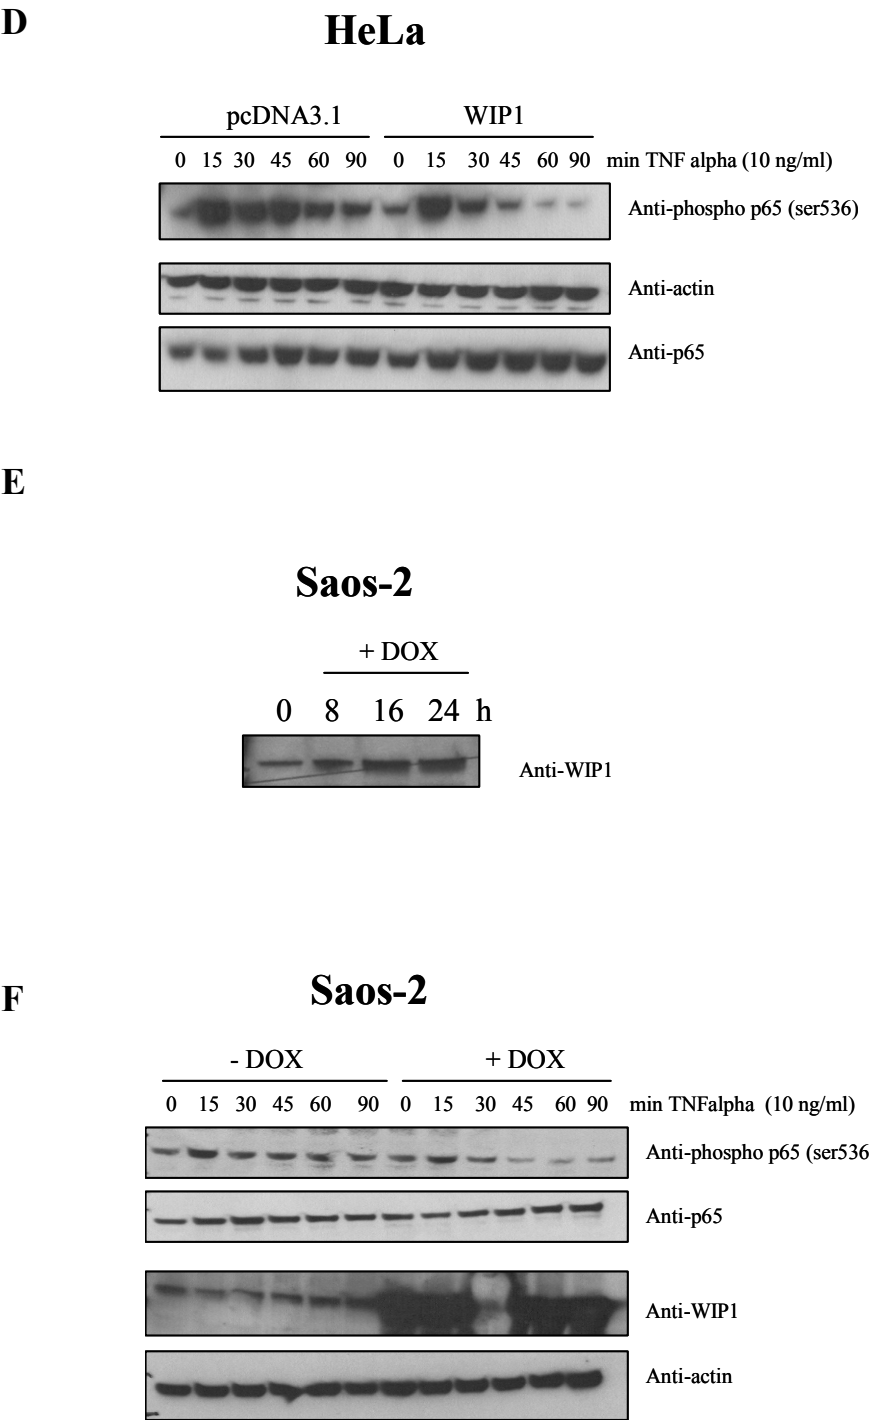 D
HeLa
pcDNA3.1 WIP1
0 15 30 45 60 90 0 15 30 45 60 90 min TNF alpha (10 ng/ml)
Anti-phospho p65 (ser536)
Anti-actin
Anti-p65
E
Saos-2
+ DOX
0 8 16 24 h
Anti-WIP1
F
Saos-2
- DOX + DOX
0 15 30 45 60 90 0 15 30 45 60 90 min TNFalpha (10 ng/ml)
Anti-phospho p65 (ser536
Anti-p65
Anti-WIP1
Anti-actin